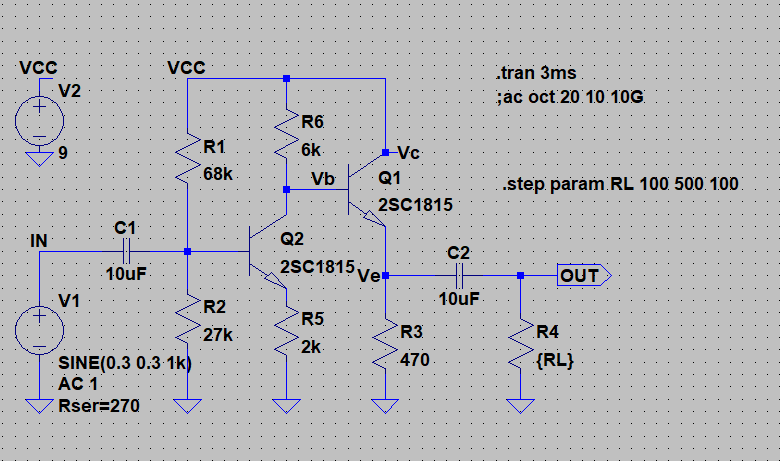 VCC
V2
9
VCC
R1
68k
R6
6k
.tran 3ms
;ac oct 20 10 10G
Vc
Vb
Q1
2SC1815
.step param RL 100 500 100
IN
C1
10uF
Q2
2SC1815
Ve
C2
10uF
OUT
V1
SINE(0.3 0.3 1k)
AC 1
Rser=270
R2
27k
R5
2k
R3
470
R4
{RL}